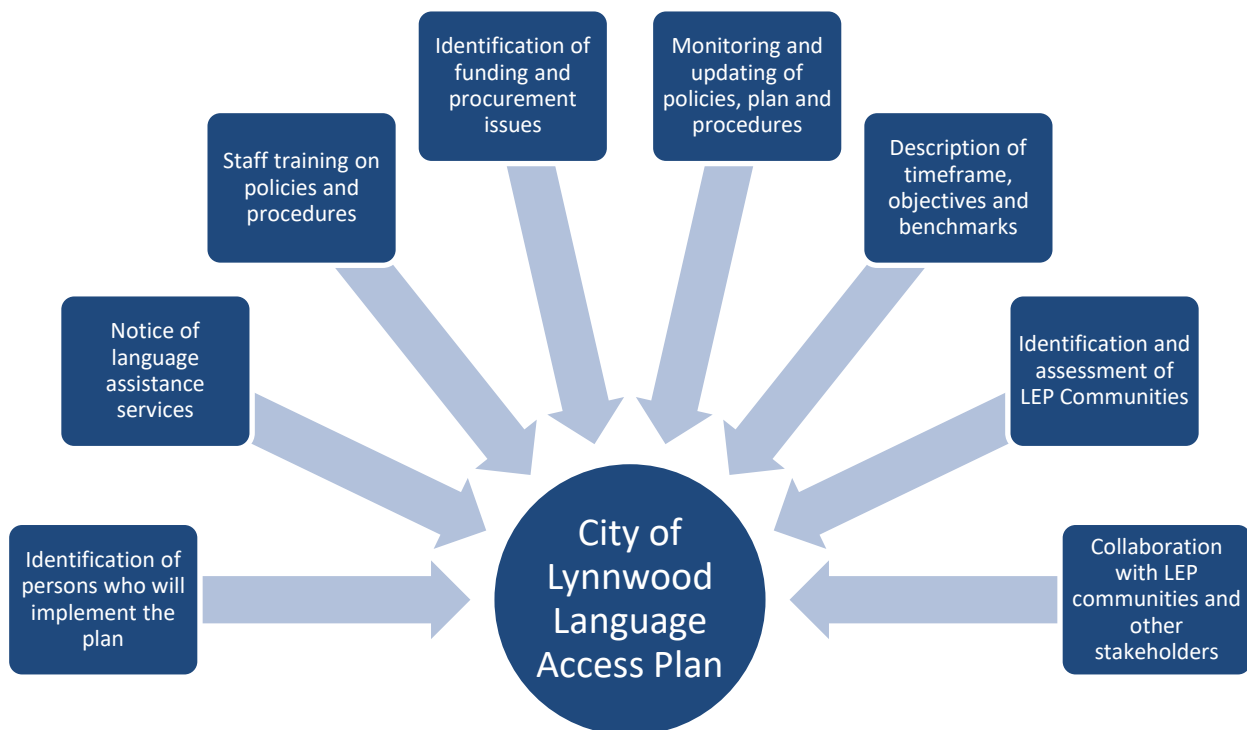 Identification of
funding and
procurement
issues
Monitoring and
updating of
policies, plan and
procedures
Staff training on
policies and
procedures
Description of
timeframe,
objectives and
benchmarks
Notice of
language
assistance
services
Identification and
assessment of
LEP Communities
Identification of
persons who will
implement the
plan
City of
Lynnwood
Language
Access Plan
Collaboration
with LEP
communities and
other
stakeholders